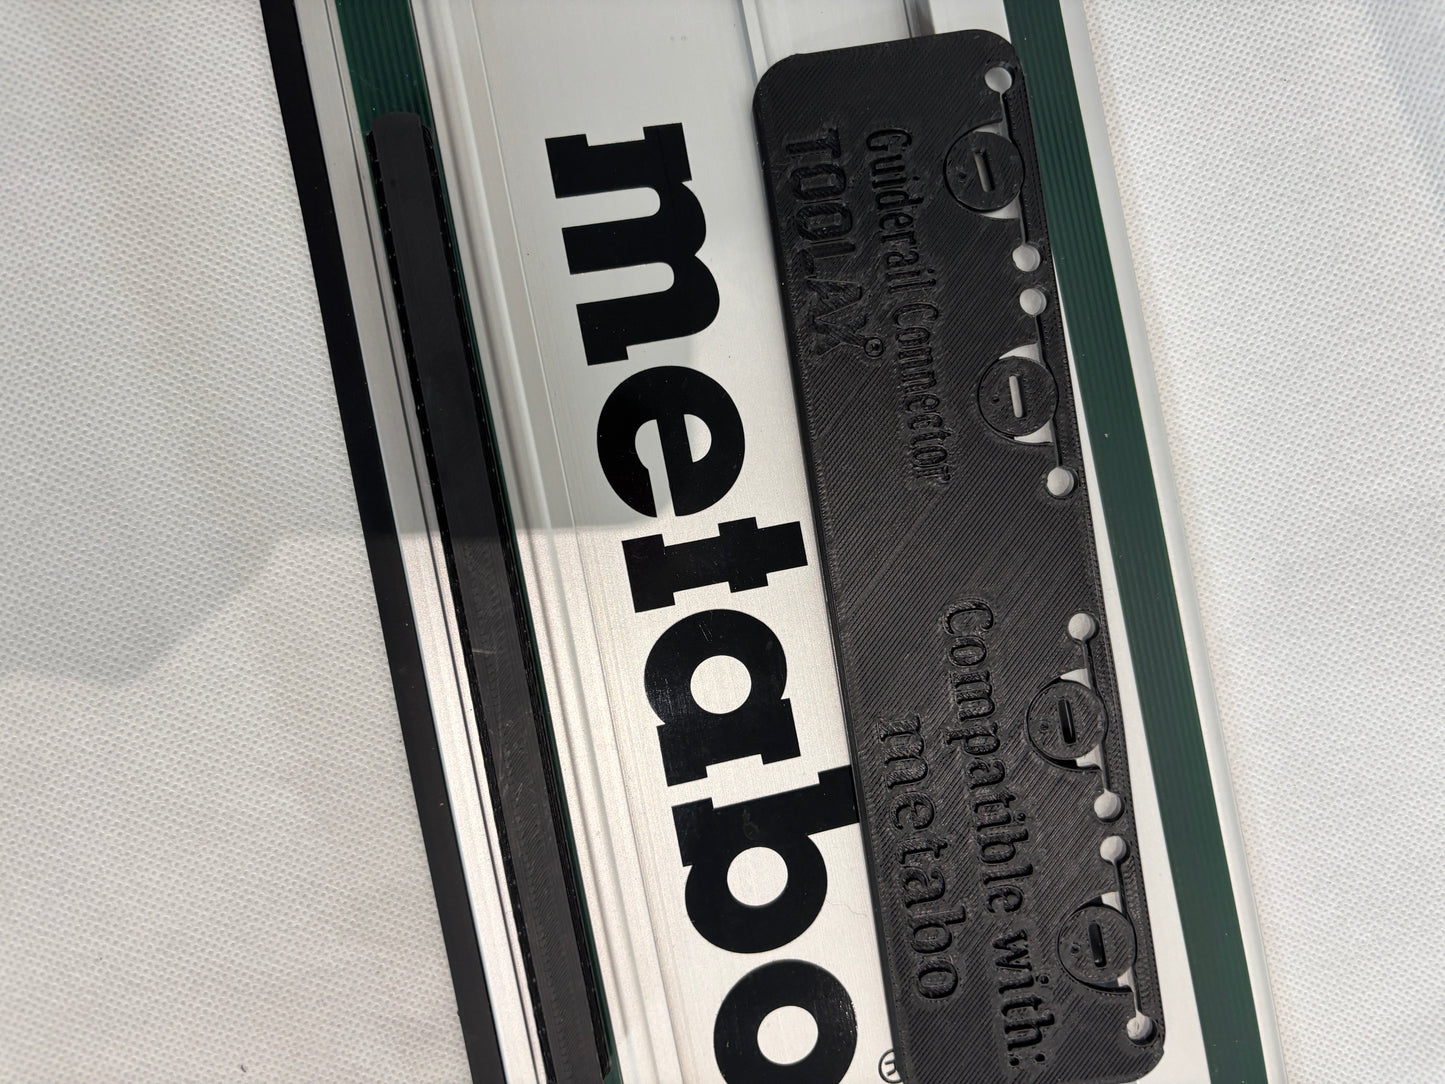 metabo
®
TOOLAX®
Guiderail Connector
Compatible with:
metabo